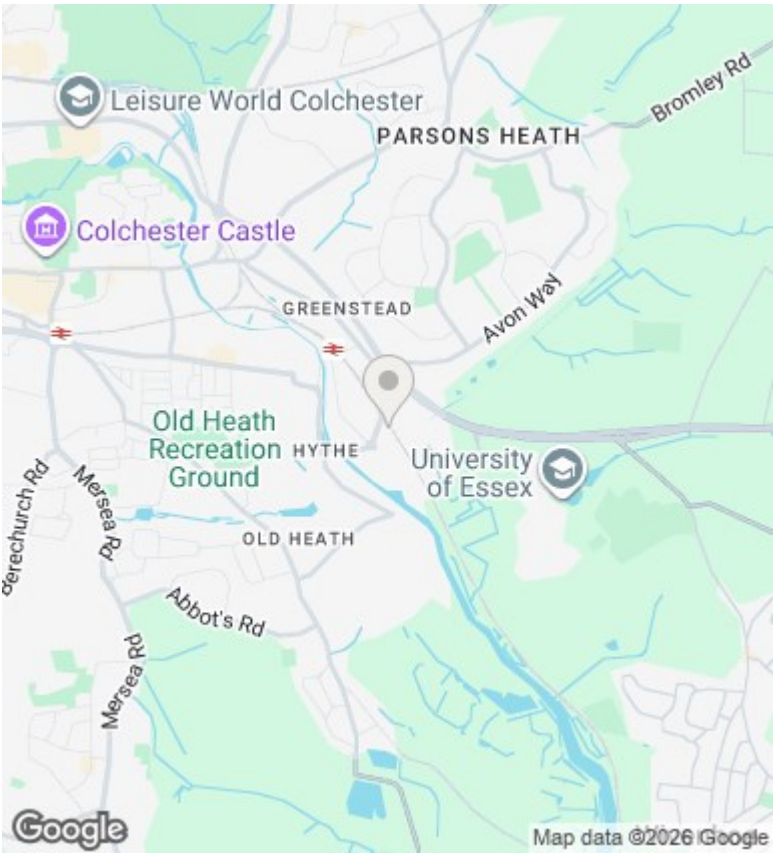 Bromley Rd
Leisure World Colchester
PARSONS HEATH
Colchester Castle
GREENSTEAD
Avon Way
Old Heath
Recreation
Ground
HYTHE
University
of Essex
Berechurch Rd
Mersea Rd
OLD HEATH
Abbot's Rd
Mersea Rd
Google
Map data ©2026 Google